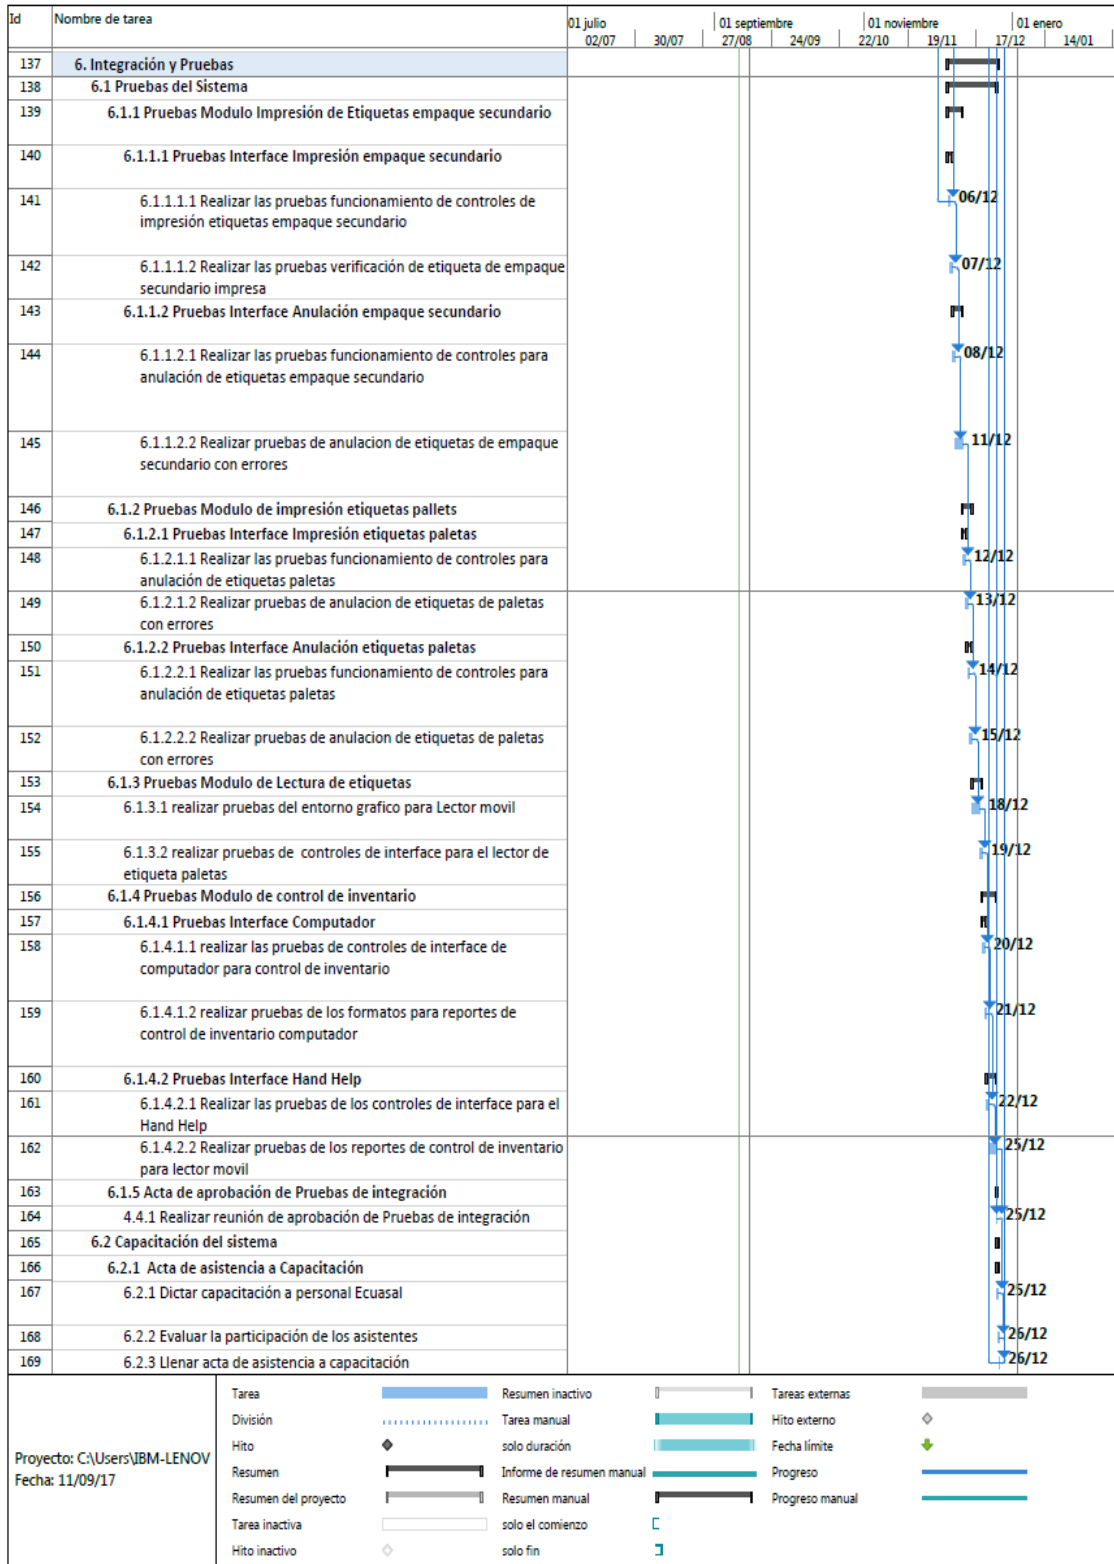 Id Nombre de tarea 01 julio 01 septiembre 01 noviembre 01 enero
02/07 30/07 27/08 24/09 22/10 19/11 17/12 14/01
137 6. Integración y Pruebas
138 6.1 Pruebas del Sistema
139 6.1.1 Pruebas Modulo Impresión de Etiquetas empaque secundario
140 6.1.1.1 Pruebas Interface Impresión empaque secundario
141 6.1.1.1.1 Realizar las pruebas funcionamiento de controles de 06/12
impresión etiquetas empaque secundario
142 6.1.1.1.2 Realizar las pruebas verificación de etiqueta de empaque 07/12
secundario impresa
143 6.1.1.2 Pruebas Interface Anulación empaque secundario
144 6.1.1.2.1 Realizar las pruebas funcionamiento de controles para 08/12
anulación de etiquetas empaque secundario
145 6.1.1.2.2 Realizar pruebas de anulacion de etiquetas de empaque 11/12
secundario con errores
146 6.1.2 Pruebas Modulo de impresión etiquetas pallets
147 6.1.2.1 Pruebas Interface Impresión etiquetas paletas
148 6.1.2.1.1 Realizar las pruebas funcionamiento de controles para 12/12
anulación de etiquetas paletas
149 6.1.2.1.2 Realizar pruebas de anulacion de etiquetas de paletas 13/12
con errores
150 6.1.2.2 Pruebas Interface Anulación etiquetas paletas
151 6.1.2.2.1 Realizar las pruebas funcionamiento de controles para 14/12
anulación de etiquetas paletas
152 6.1.2.2.2 Realizar pruebas de anulacion de etiquetas de paletas 15/12
con errores
153 6.1.3 Pruebas Modulo de Lectura de etiquetas
154 6.1.3.1 realizar pruebas del entorno grafico para Lector movil 18/12
155 6.1.3.2 realizar pruebas de controles de interface para el lector de 19/12
etiqueta paletas
156 6.1.4 Pruebas Modulo de control de inventario
157 6.1.4.1 Pruebas Interface Computador
158 6.1.4.1.1 realizar las pruebas de controles de interface de 20/12
computador para control de inventario
159 6.1.4.1.2 realizar pruebas de los formatos para reportes de 21/12
control de inventario computador
160 6.1.4.2 Pruebas Interface Hand Help
161 6.1.4.2.1 Realizar las pruebas de los controles de interface para el 22/12
Hand Help
162 6.1.4.2.2 Realizar pruebas de los reportes de control de inventario 25/12
para lector movil
163 6.1.5 Acta de aprobación de Pruebas de integración
164 4.4.1 Realizar reunión de aprobación de Pruebas de integración 25/12
165 6.2 Capacitación del sistema
166 6.2.1 Acta de asistencia a Capacitación
167 6.2.1 Dictar capacitación a personal Ecuasal 25/12
168 6.2.2 Evaluar la participación de los asistentes 26/12
169 6.2.3 Llenar acta de asistencia a capacitación 26/12
Proyecto: C:\Users\IBM-LENOV
Fecha: 11/09/17
Tarea Resumen inactivo Tareas externas
División Tarea manual Hito externo
Hito solo duración Fecha límite
Resumen Informe de resumen manual Progreso
Resumen del proyecto Resumen manual Progreso manual
Tarea inactiva solo el comienzo
Hito inactivo solo fin